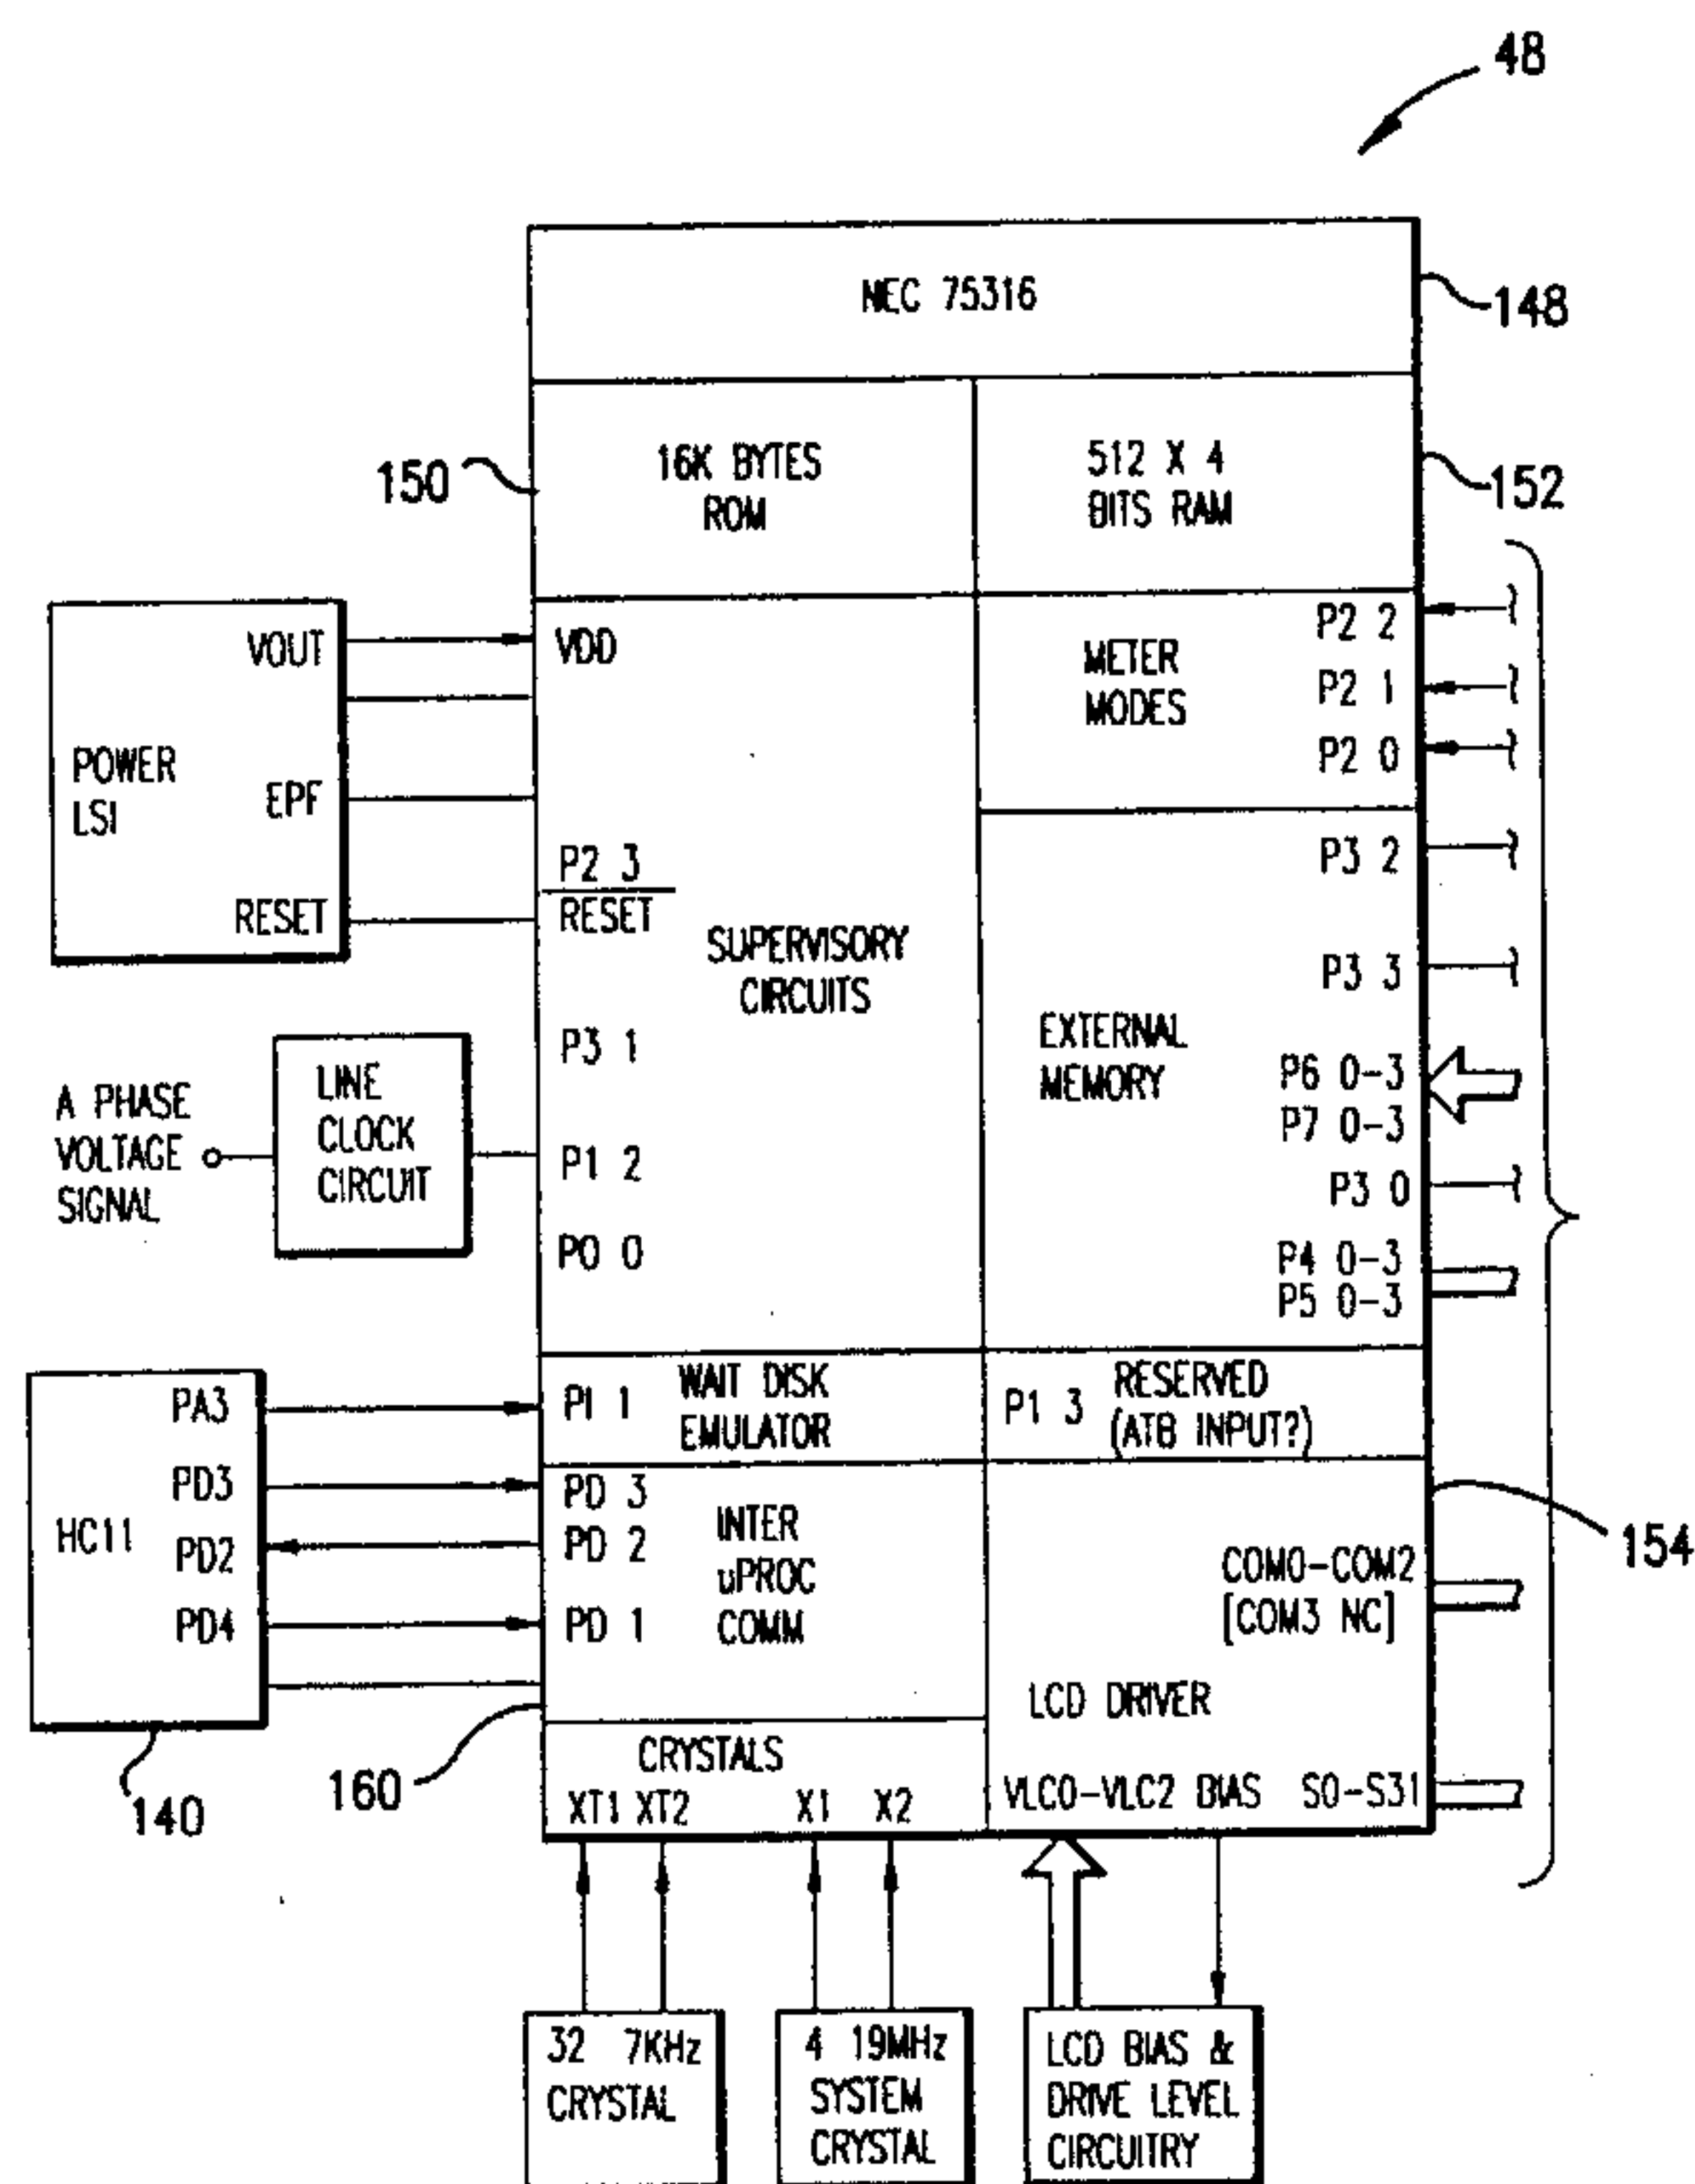 48
NEC 75316
148
16K BYTES
ROM
150
512 X 4
BITS RAM
152
POWER
LSI
VOUT
EPF
RESET
VDD
P2 3
RESET
SUPERVISORY
CIRCUITS
P3 1
P1 2
P0 0
METER
MODES
P2 2
P2 1
P2 0
EXTERNAL
MEMORY
P3 2
P3 3
P6 0-3
P7 0-3
P3 0
P4 0-3
P5 0-3
A PHASE
VOLTAGE
SIGNAL
LINE
CLOCK
CIRCUIT
HC11
PA3
PD3
PD2
PD4
140
P1 1
WAIT DISK
EMULATOR
P1 3
RESERVED
(ATB INPUT?)
PD 3
PD 2
PD 1
INTER
uPROC
COMM
160
COM0-COM2
[COM3 NC]
154
LCD DRIVER
VLC0-VLC2 BIAS S0-S31
CRYSTALS
XT1 XT2 X1 X2
32 7KHz
CRYSTAL
4 19MHz
SYSTEM
CRYSTAL
LCD BIAS &
DRIVE LEVEL
CIRCUITRY